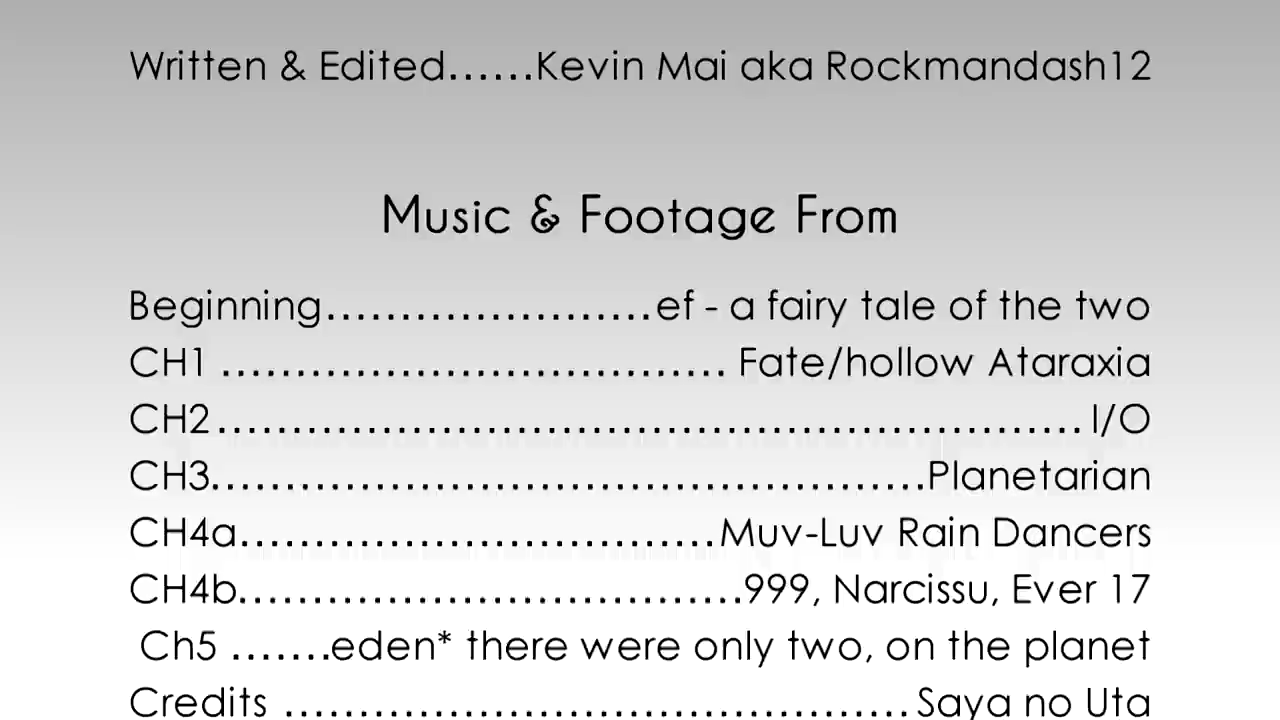 Written & Edited......Kevin Mai aka Rockmandash12
Music & Footage From
Beginning......................ef - a fairy tale of the two
CH1 .................................. Fate/hollow Ataraxia
CH2............................................... I/O
CH3.................................................Planetarian
CH4a................................Muv-Luv Rain Dancers
CH4b..................................999, Narcissu, Ever 17
Ch5 .......eden* there were only two, on the planet
Credits .......................................... Saya no Uta